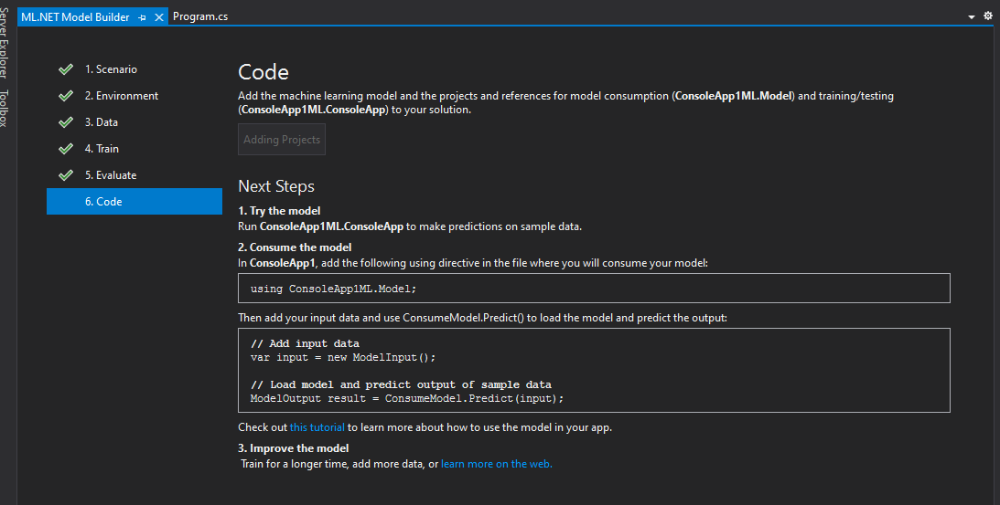 ML.NET Model Builder
Program.cs
Server Explorer
Toolbox
1. Scenario
2. Environment
3. Data
4. Train
5. Evaluate
6. Code
Code
Add the machine learning model and the projects and references for model consumption (ConsoleApp1ML.Model) and training/testing
(ConsoleApp1ML.ConsoleApp) to your solution.
Adding Projects
Next Steps
1. Try the model
Run ConsoleApp1ML.ConsoleApp to make predictions on sample data.
2. Consume the model
In ConsoleApp1, add the following using directive in the file where you will consume your model:
using ConsoleApp1ML.Model;
Then add your input data and use ConsumeModel.Predict() to load the model and predict the output:
// Add input data
var input = new ModelInput();
// Load model and predict output of sample data
ModelOutput result = ConsumeModel.Predict(input);
Check out this tutorial to learn more about how to use the model in your app.
3. Improve the model
Train for a longer time, add more data, or learn more on the web.